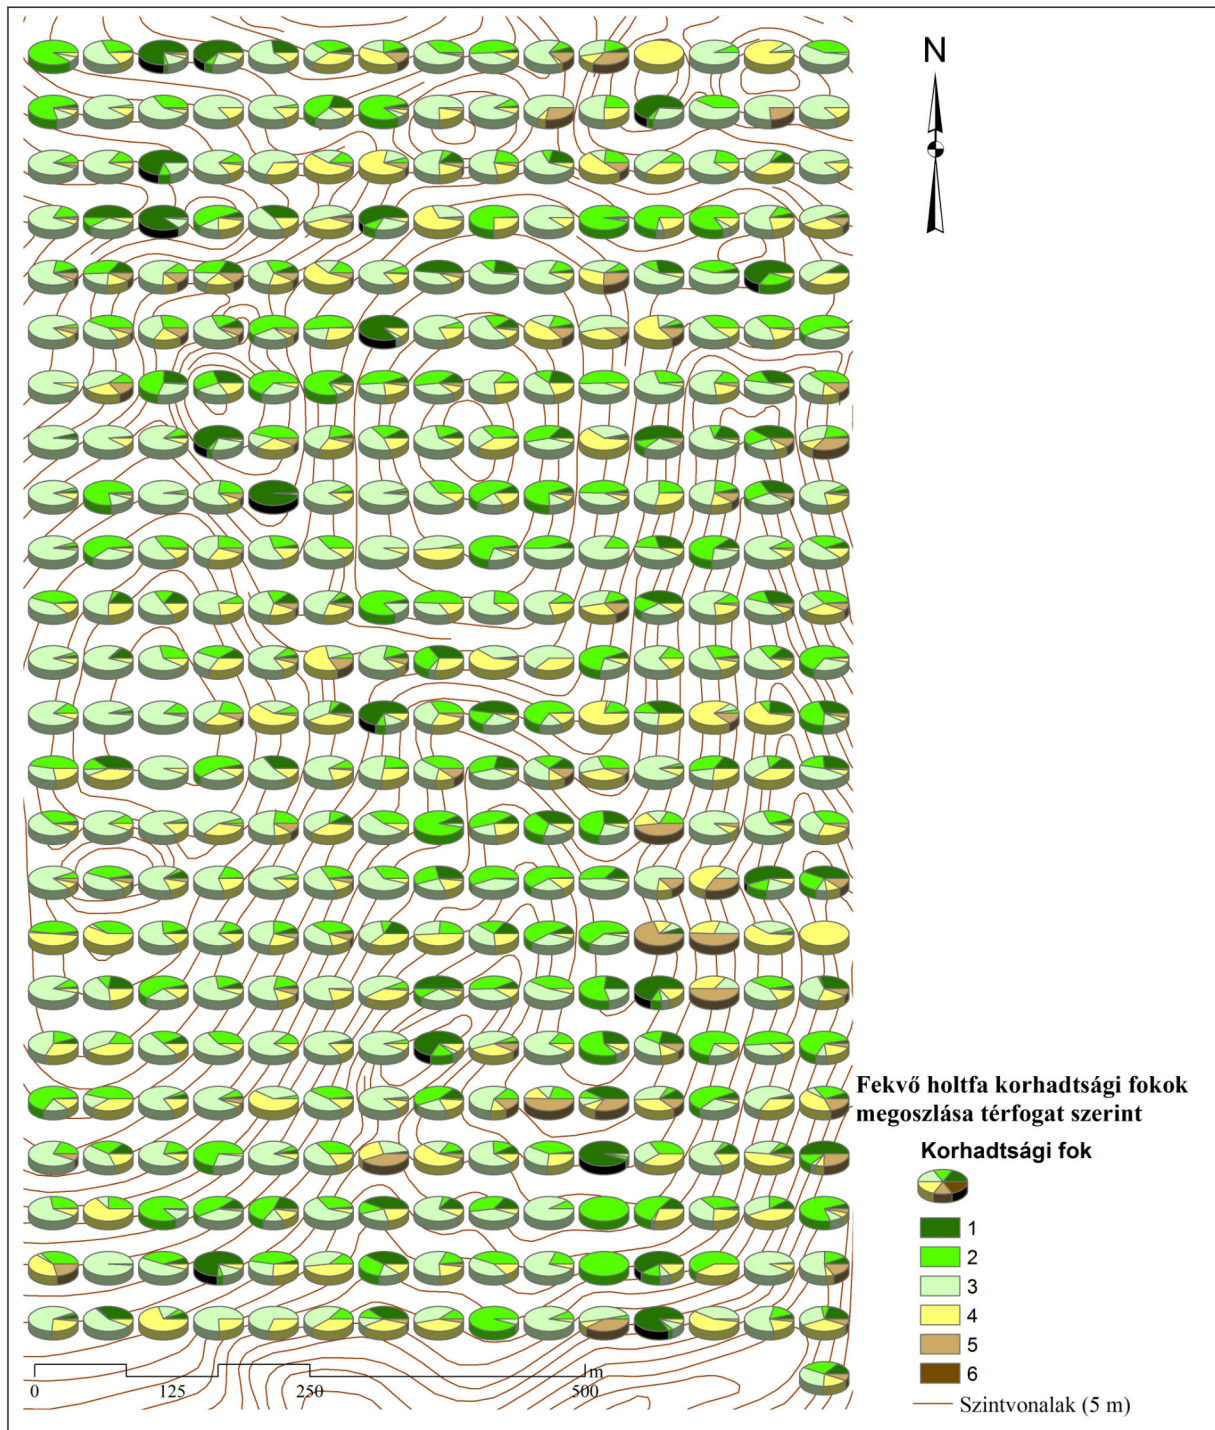 N
Fekvő holtfa korhadtsági fokok
megoszlása térfogat szerint
Korhadtsági fok
1
2
3
4
5
6
Szintvonalak (5 m)
m
0 125 250 500